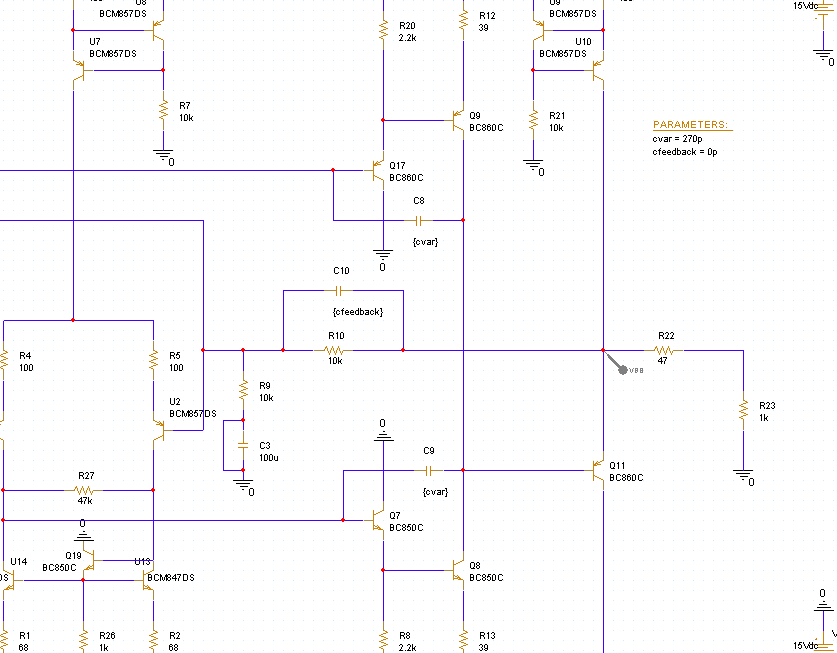 U8
BCM857DS
U7
BCM857DS
R7
10k
0
R20
2.2k
R12
39
Q9
BC860C
Q17
BC860C
C8
{cvar}
0
U9
BCM857DS
U10
BCM857DS
R21
10k
0
PARAMETERS:
cvar = 270p
cfeedback = 0p
15Vdc
0
C10
{cfeedback}
R10
10k
R4
100
R5
100
R9
10k
U2
BCM857DS
C3
100u
0
R22
47
VDB
R23
1k
0
R27
47k
0
C9
{cvar}
Q11
BC860C
0
Q7
BC850C
U14
DS
Q19
BC850C
U13
BCM847DS
Q8
BC850C
R1
68
R26
1k
R2
68
R8
2.2k
R13
39
0
V
15Vdc